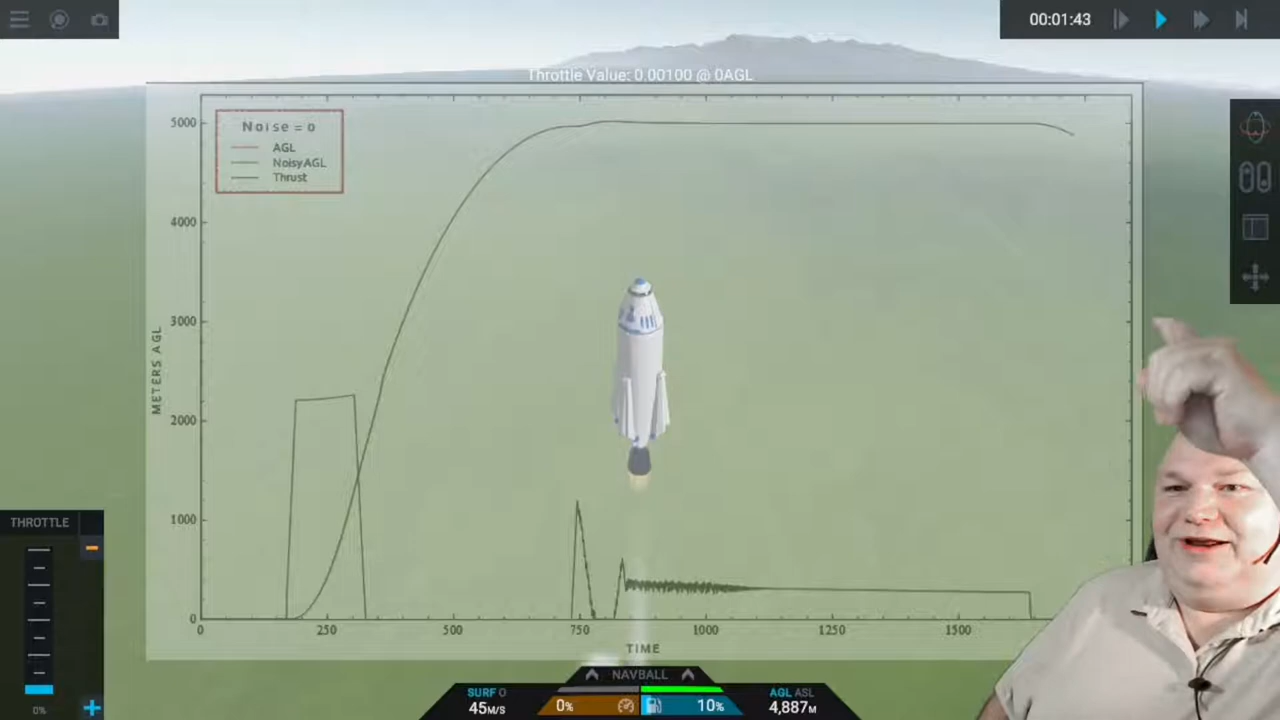 00:01:43
Throttle Value: 0.00100 @ 0AGL
Noise = 0
AGL
NoisyAGL
Thrust
5000
4000
3000
2000
1000
0
METERS AGL
0 250 500 750 1000 1250 1500
TIME
THROTTLE
0%
NAVBALL
SURF O
45M/S
0%
10%
AGL ASL
4,887M